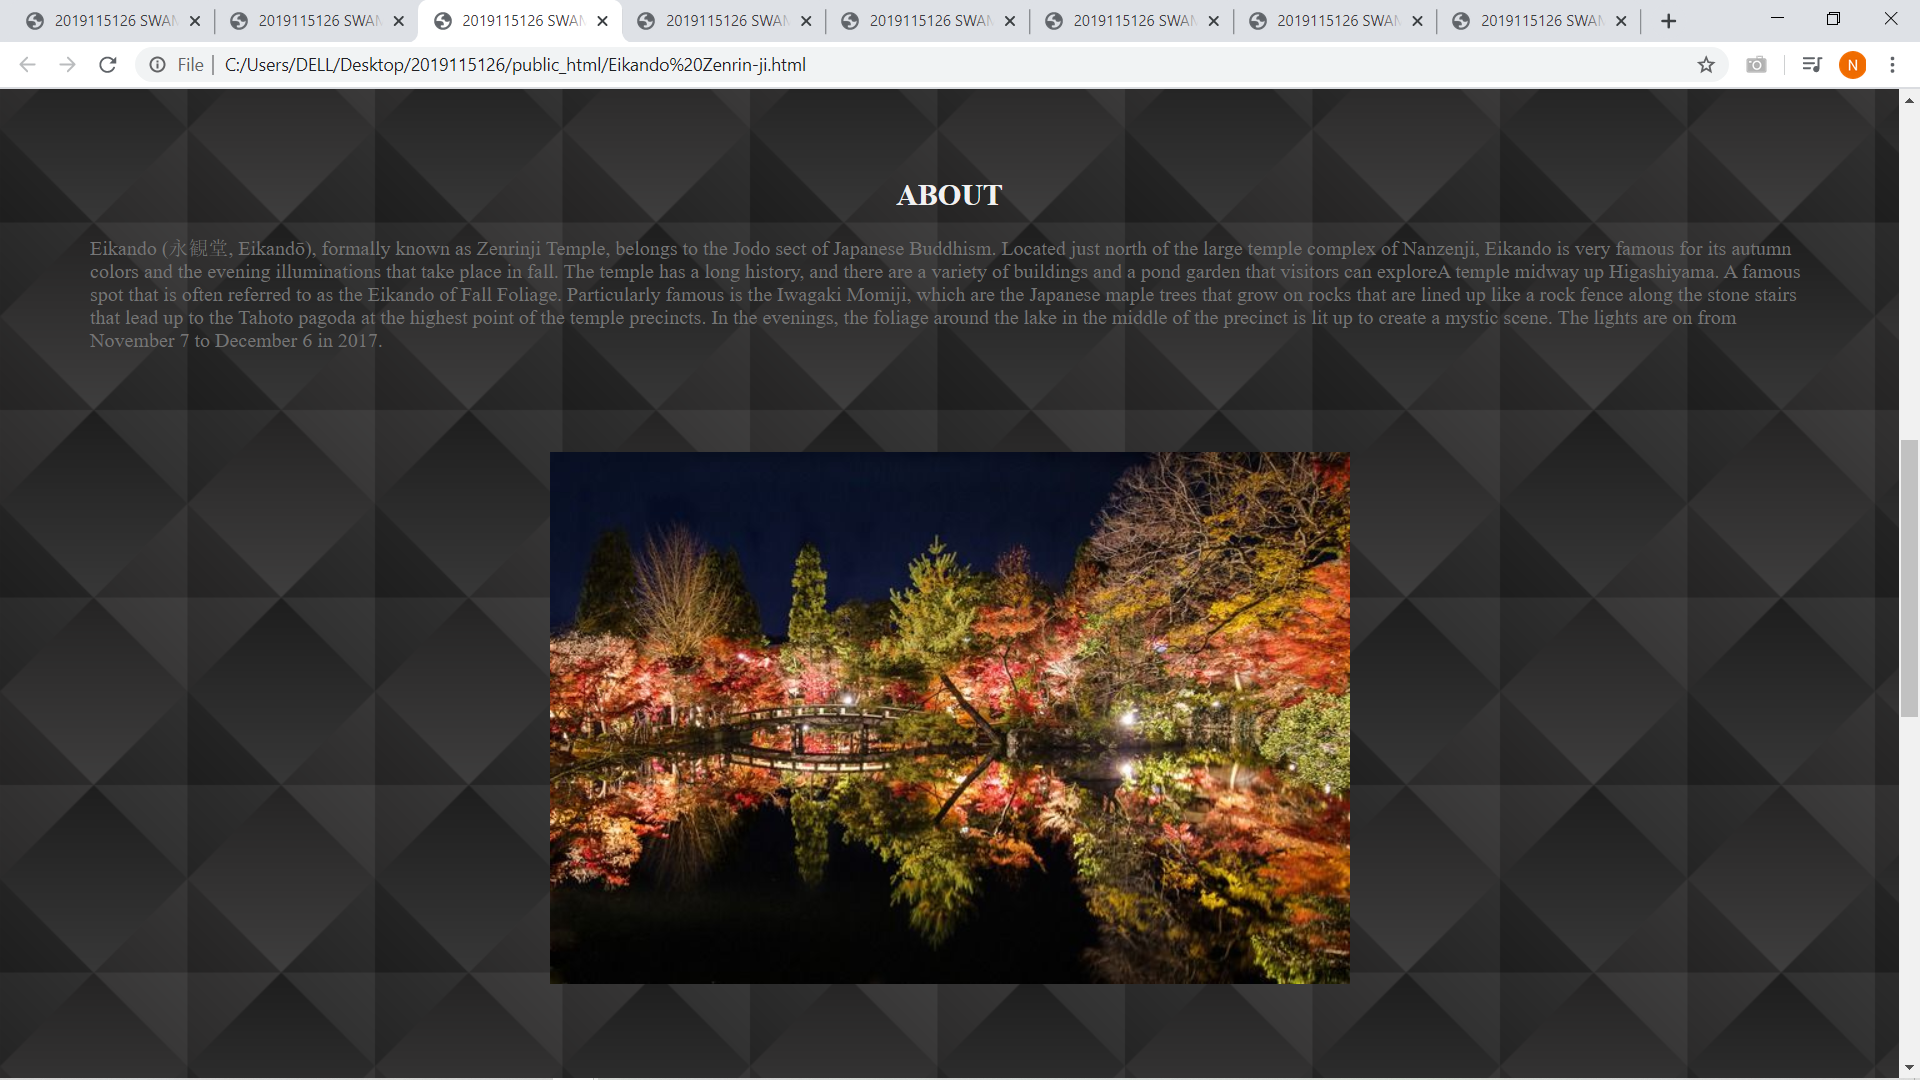 2019115126 SWAN
2019115126 SWAN
2019115126 SWAN
2019115126 SWAN
2019115126 SWAN
2019115126 SWAN
2019115126 SWAN
2019115126 SWAN
File
C:/Users/DELL/Desktop/2019115126/public_html/Eikando%20Zenrin-ji.html
N
ABOUT
Eikando (永観堂, Eikandō), formally known as Zenrinji Temple, belongs to the Jodo sect of Japanese Buddhism. Located just north of the large temple complex of Nanzenji, Eikando is very famous for its autumn
colors and the evening illuminations that take place in fall. The temple has a long history, and there are a variety of buildings and a pond garden that visitors can exploreA temple midway up Higashiyama. A famous
spot that is often referred to as the Eikando of Fall Foliage. Particularly famous is the Iwagaki Momiji, which are the Japanese maple trees that grow on rocks that are lined up like a rock fence along the stone stairs
that lead up to the Tahoto pagoda at the highest point of the temple precincts. In the evenings, the foliage around the lake in the middle of the precinct is lit up to create a mystic scene. The lights are on from
November 7 to December 6 in 2017.